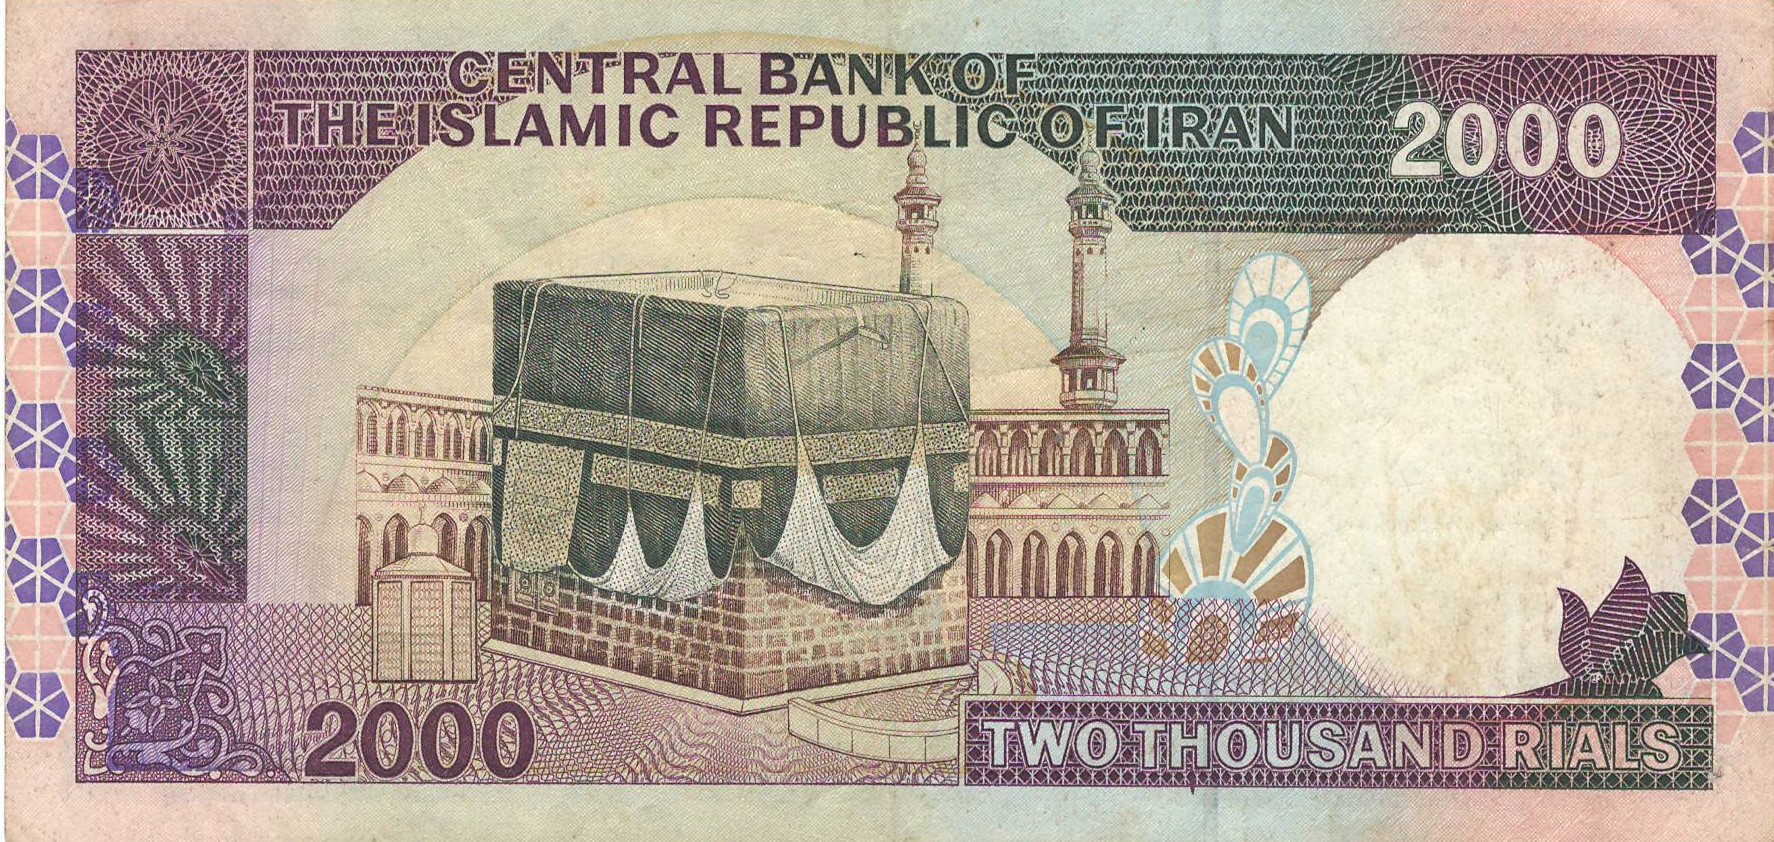 CENTRAL BANK OF
THE ISLAMIC REPUBLIC OF IRAN
2000
2000
TWO THOUSAND RIALS